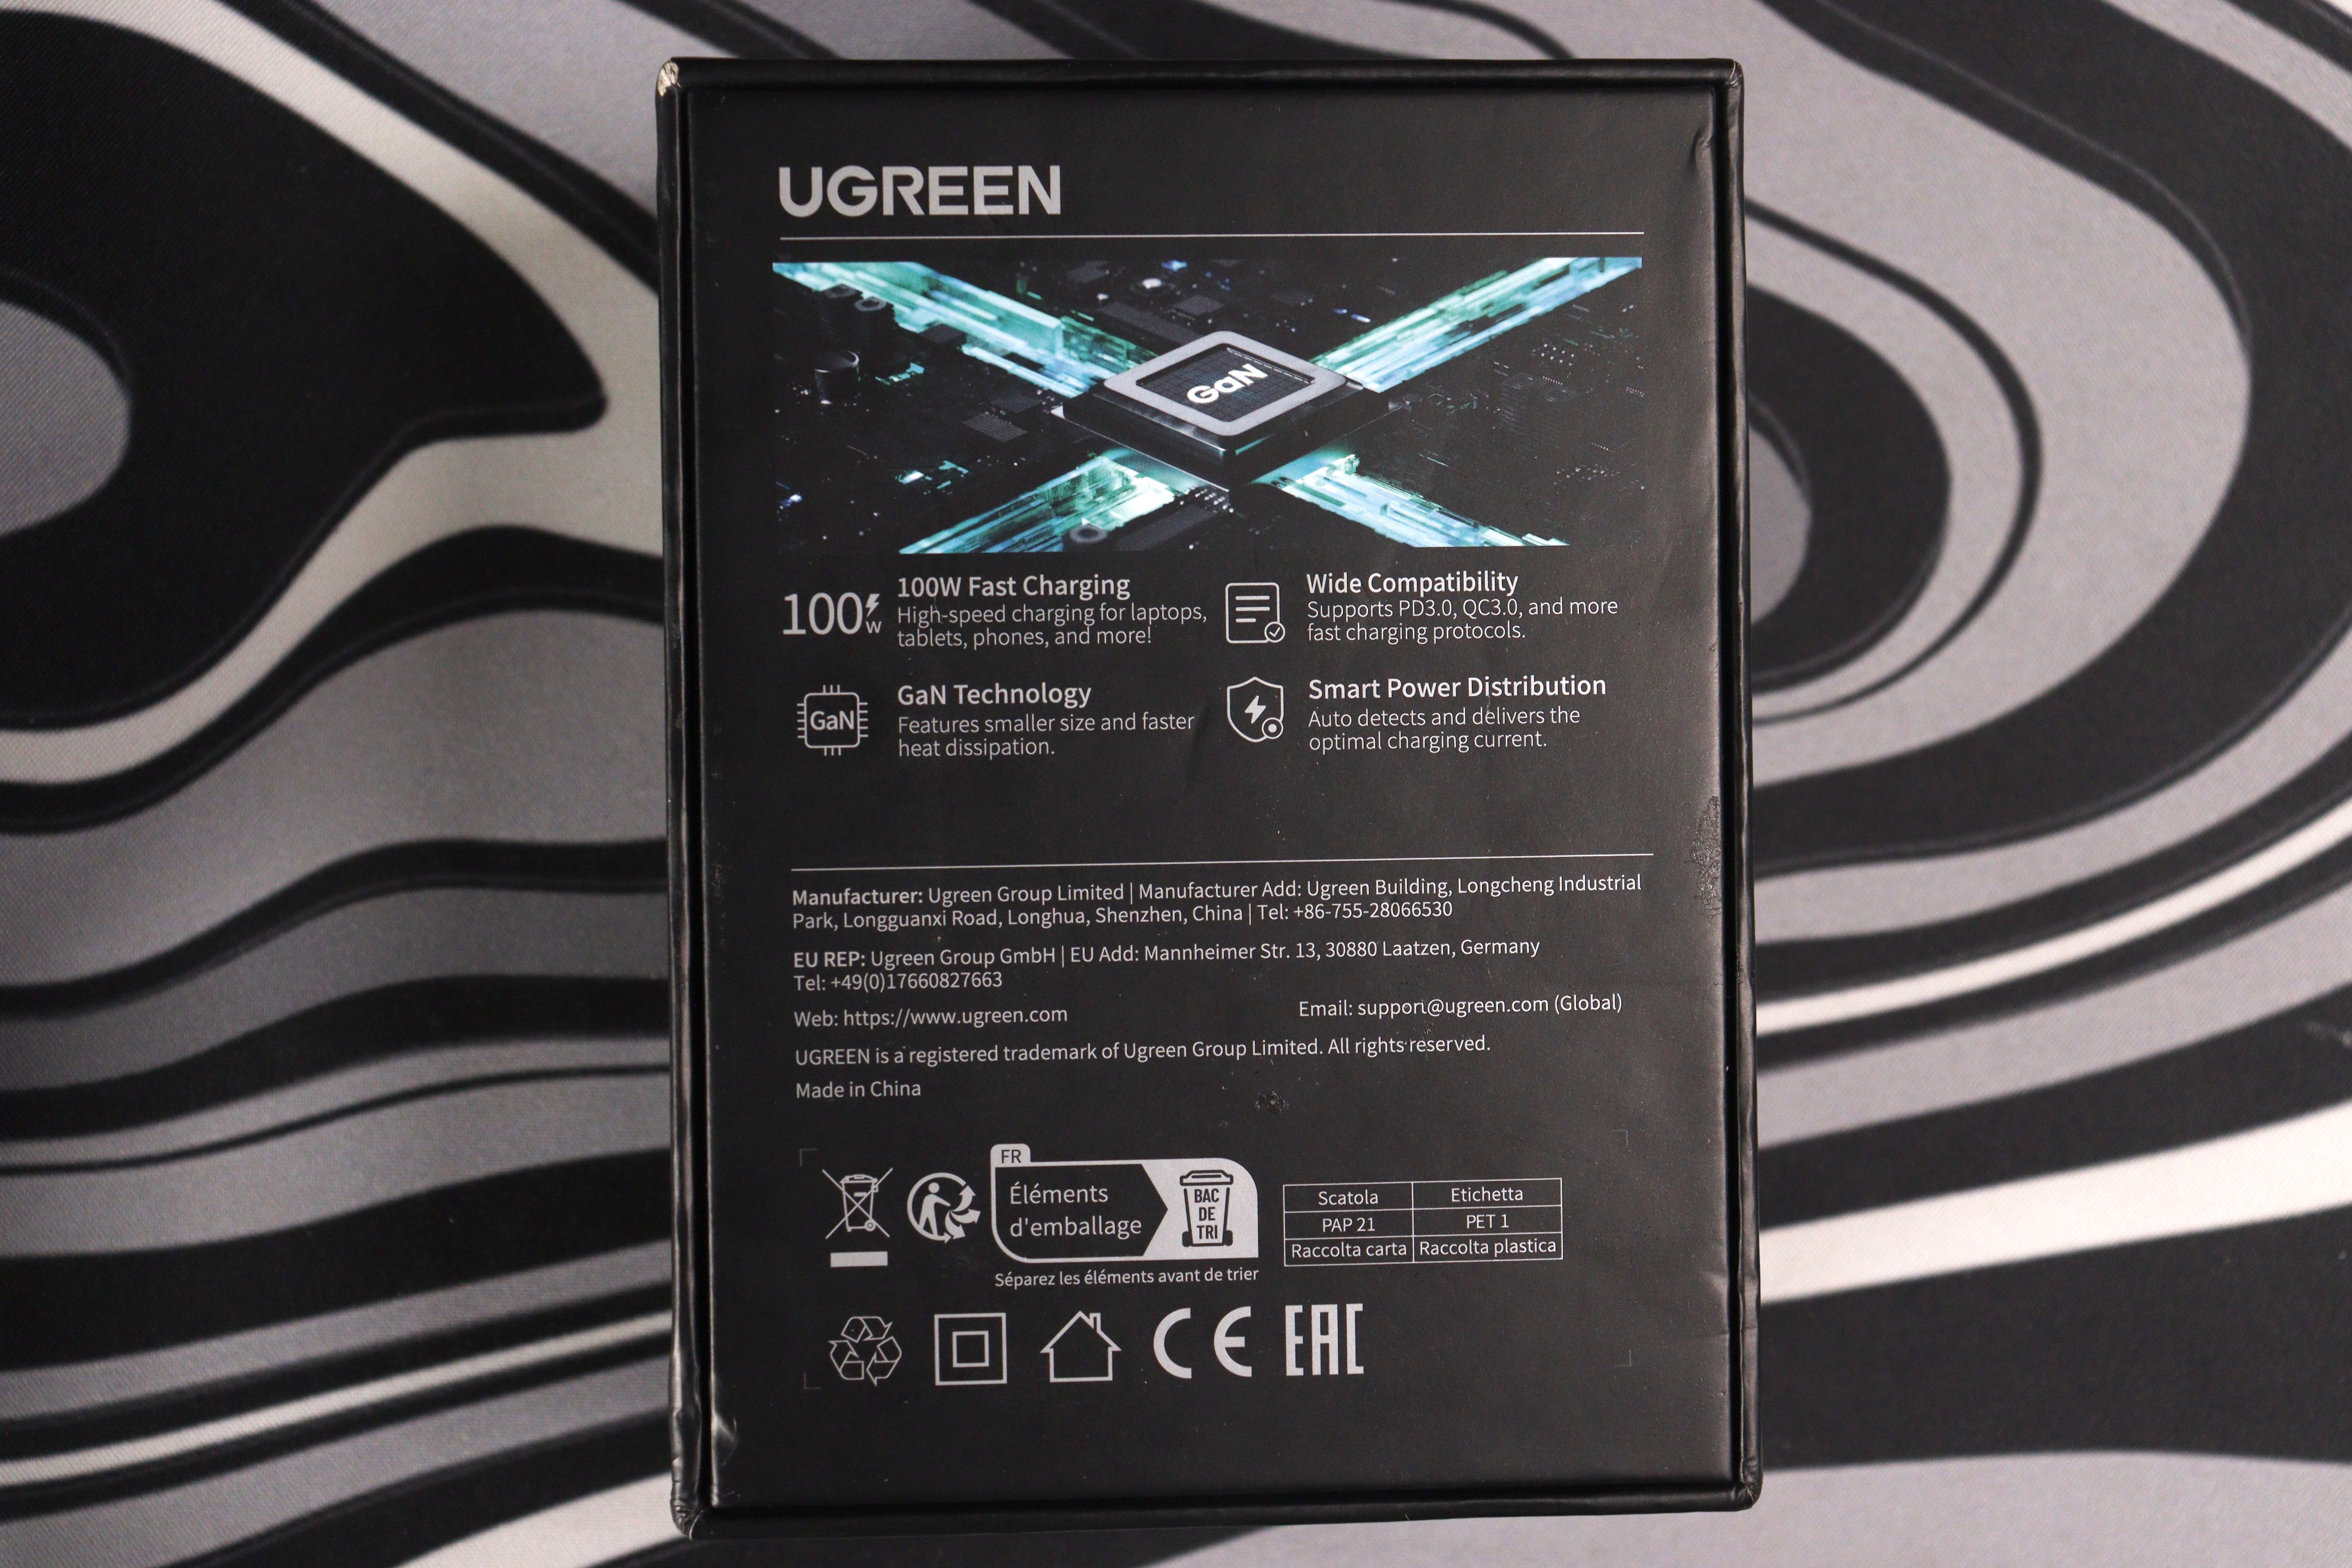 UGREEN
GaN
100W
100W Fast Charging
High-speed charging for laptops,
tablets, phones, and more!
Wide Compatibility
Supports PD3.0, QC3.0, and more
fast charging protocols.
GaN
GaN Technology
Features smaller size and faster
heat dissipation.
Smart Power Distribution
Auto detects and delivers the
optimal charging current.
Manufacturer: Ugreen Group Limited | Manufacturer Add: Ugreen Building, Longcheng Industrial
Park, Longguanxi Road, Longhua, Shenzhen, China | Tel: +86-755-28066530
EU REP: Ugreen Group GmbH | EU Add: Mannheimer Str. 13, 30880 Laatzen, Germany
Tel: +49(0)17660827663
Web: https://www.ugreen.com
Email: support@ugreen.com (Global)
UGREEN is a registered trademark of Ugreen Group Limited. All rights reserved.
Made in China
FR
Éléments
d'emballage
BAC
DE
TRI
Séparez les éléments avant de trier
Scatola Etichetta
PAP 21 PET 1
Raccolta carta Raccolta plastica
CE EAC